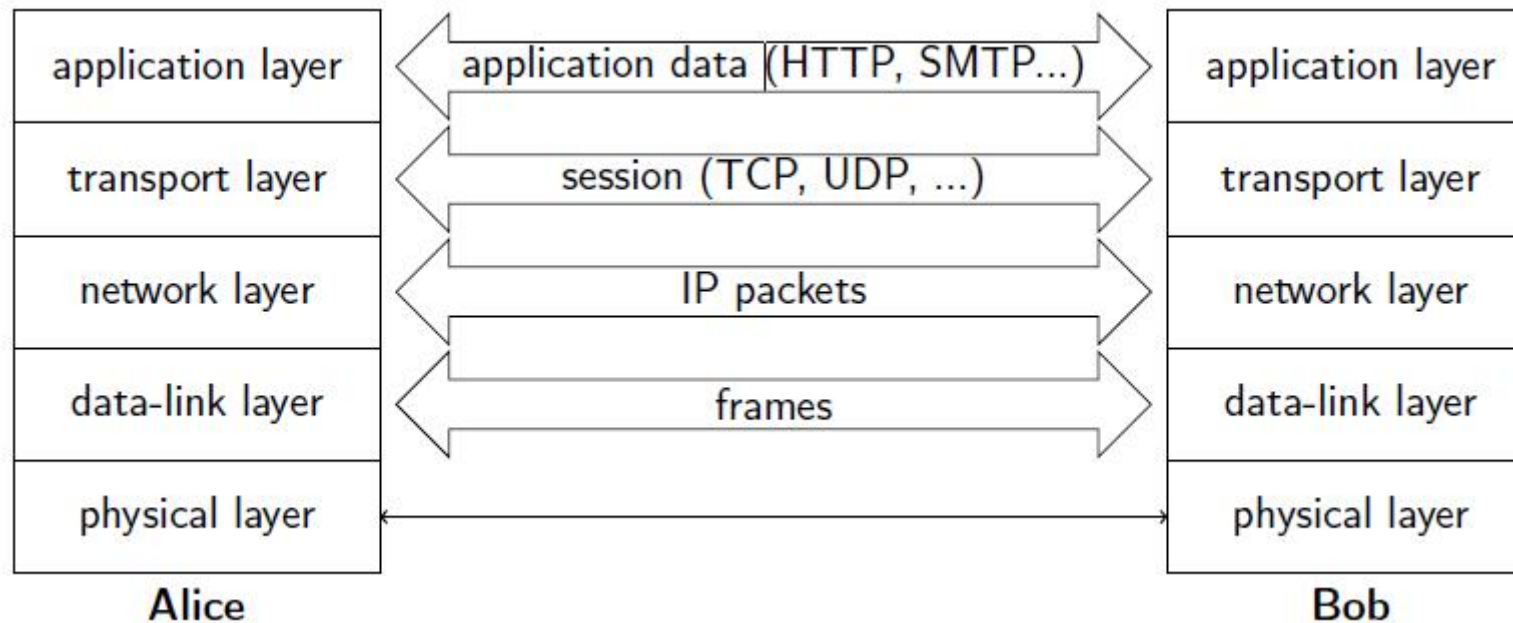 application layer application data (HTTP, SMTP...) application layer
transport layer session (TCP, UDP, ...) transport layer
network layer IP packets network layer
data-link layer frames data-link layer
physical layer physical layer
Alice Bob